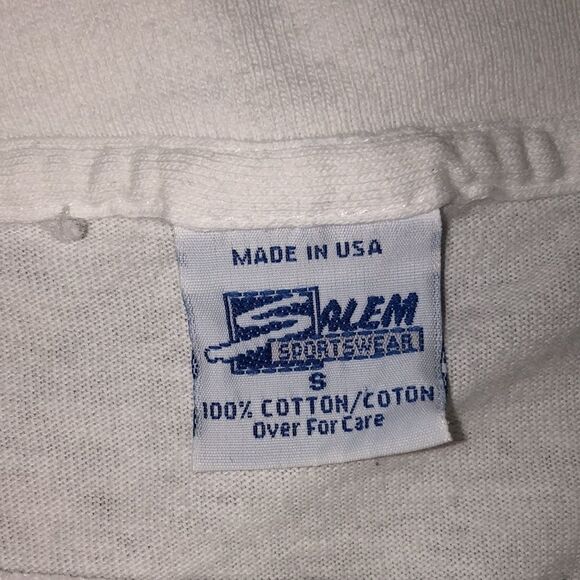 MADE IN USA
SALEM
SPORTSWEAR
S
100% COTTON/COTON
Over For Care